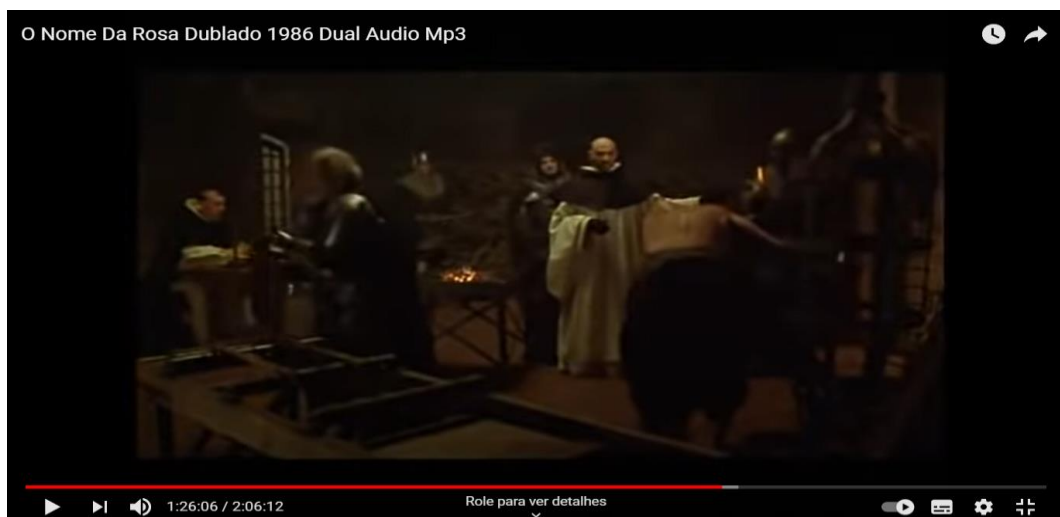 O Nome Da Rosa Dublado 1986 Dual Audio Mp3
1:26:06 / 2:06:12
Role para ver detalhes